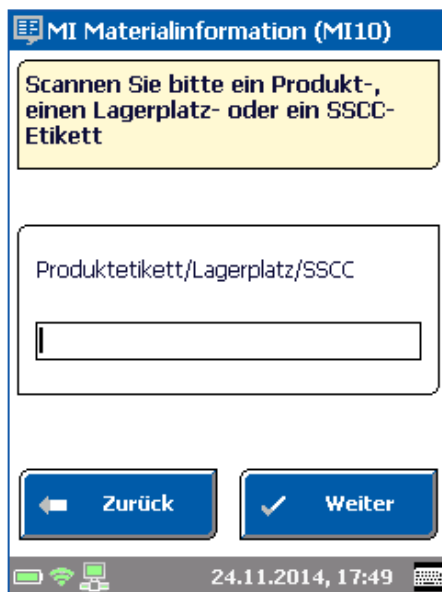 MI Materialinformation (MI10)
Scannen Sie bitte ein Produkt-,
einen Lagerplatz- oder ein SSCC-
Etikett
Produktetikett/Lagerplatz/SSCC
Zurück
Weiter
24.11.2014, 17:49